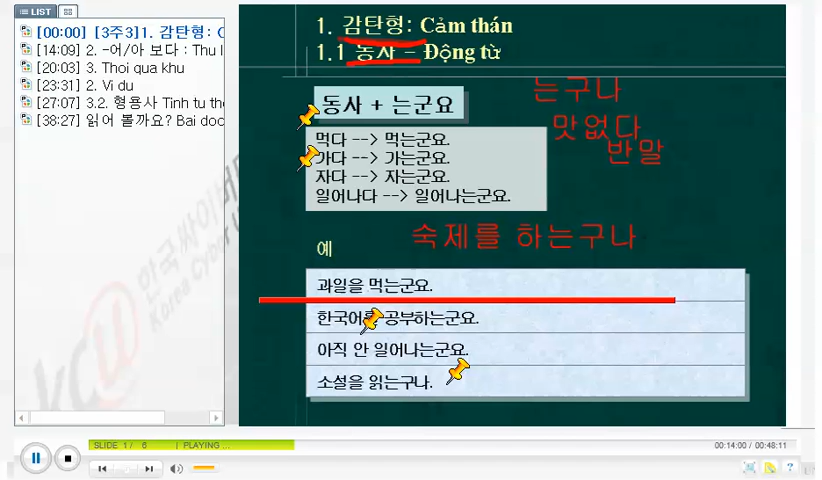 LIST
[00:00] [3주3]1. 감탄형: C
[14:09] 2. -어/아 보다 : Thu l
[20:03] 3. Thoi qua khu
[23:31] 2. Vi du
[27:07] 3.2. 형용사 Tinh tu th
[38:27] 읽어 볼까요? Bai doc
1. 감탄형: Cảm thán
1.1 동사 – Động từ
는구나
맛없다
반말
동사 + 는군요
먹다 --> 먹는군요.
가다 --> 가는군요.
자다 --> 자는군요.
일어나다 --> 일어나는군요.
숙제를 하는구나
예
과일을 먹는군요.
한국어를 공부하는군요.
아직 안 일어나는군요.
소설을 읽는구나.
한국싸이버
Korea Cyber U
kcu
SLIDE 1 / 6 | PLAYING ...
00:14:00 / 00:48:11